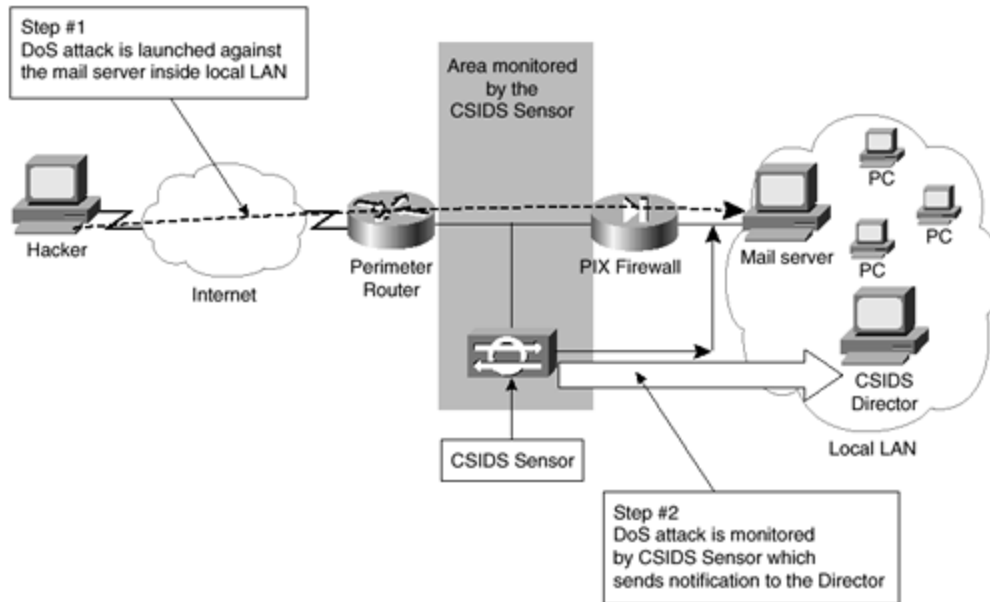 Step #1
DoS attack is launched against
the mail server inside local LAN
Area monitored
by the
CSIDS Sensor
Hacker
Internet
Perimeter
Router
PIX Firewall
Mail server
PC
PC
PC
CSIDS
Director
Local LAN
CSIDS Sensor
Step #2
DoS attack is monitored
by CSIDS Sensor which
sends notification to the Director